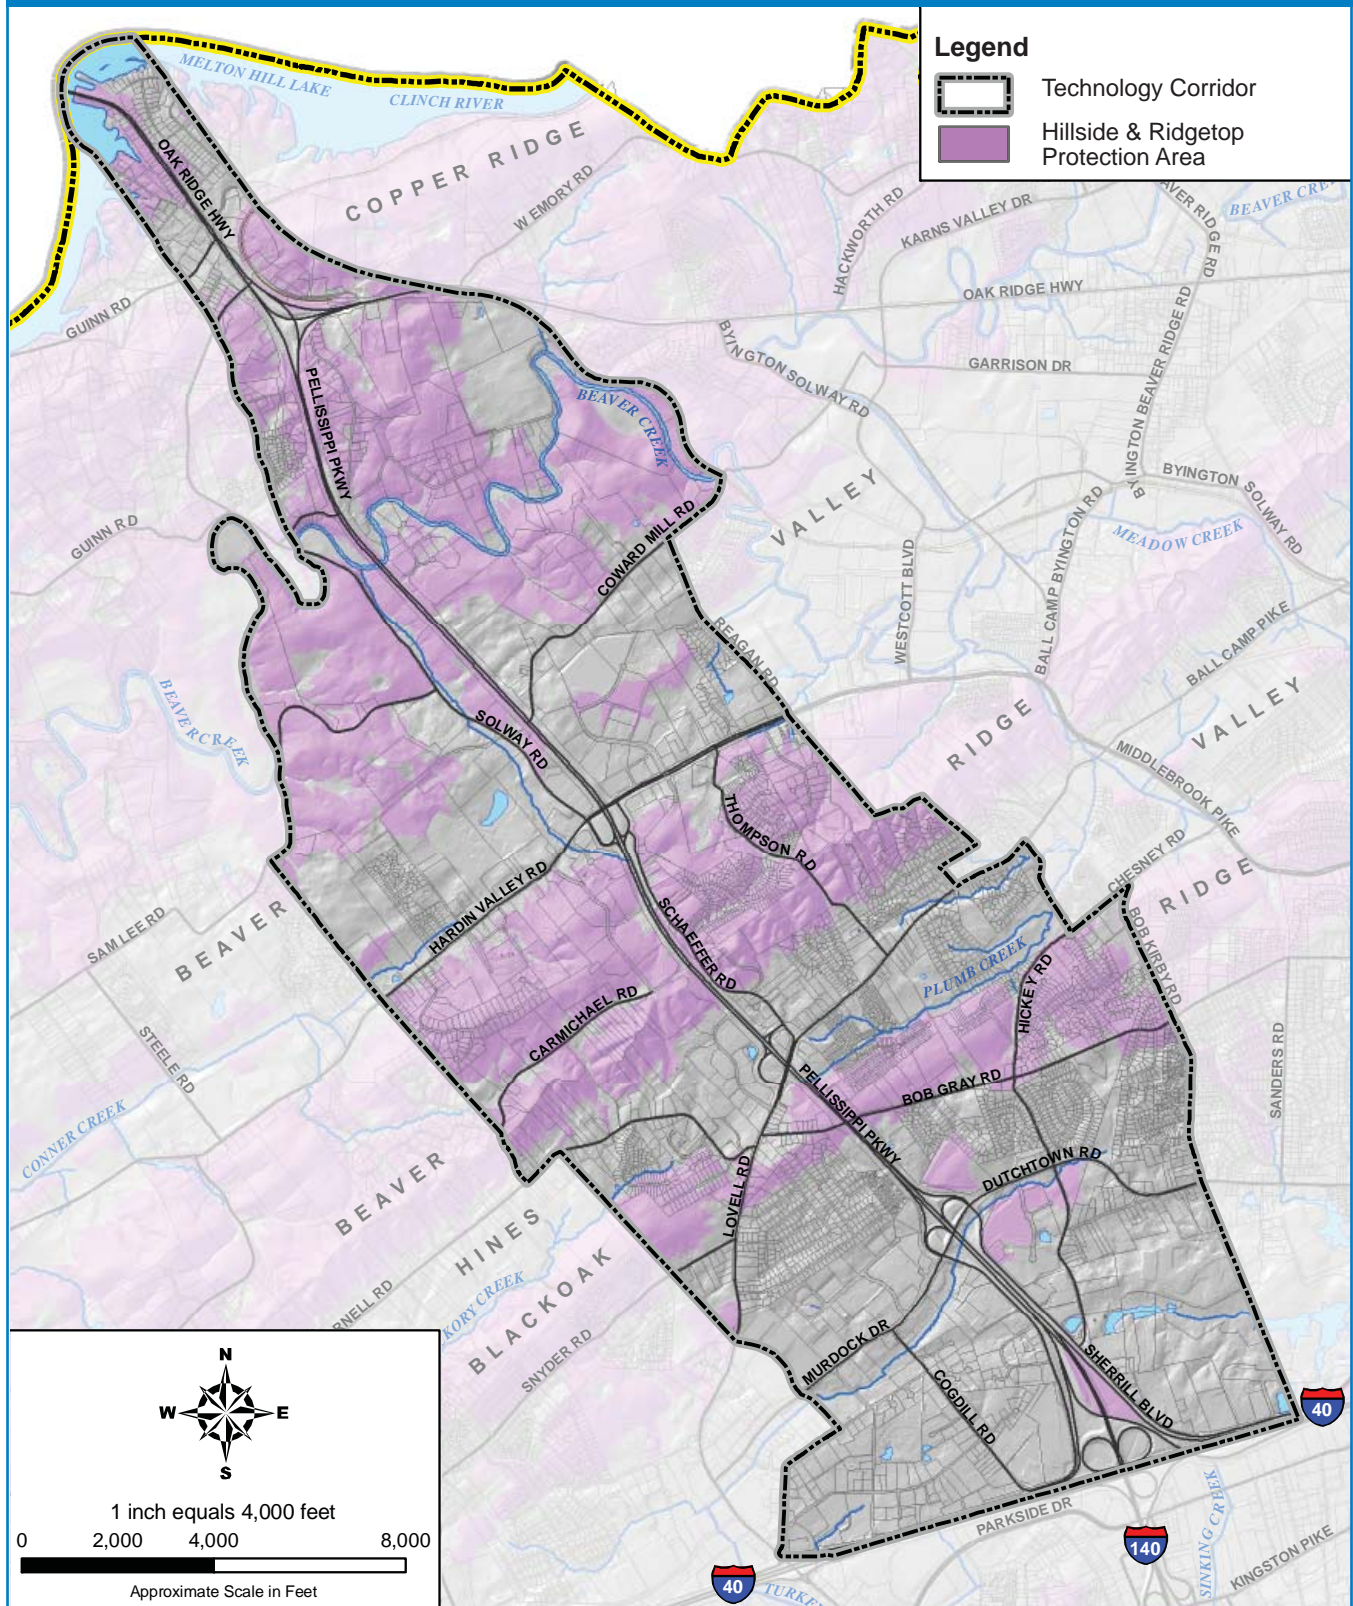 Legend
Technology Corridor
Hillside & Ridgetop
Protection Area
MELTON HILL LAKE
CLINCH RIVER
COPPER RIDGE
OAK RIDGE HWY
W EMORY RD
HACKWORTH RD
KARNS VALLEY DR
BEAVER RIDGE RD
OAK RIDGE HWY
GUINN RD
BYINGTON SOLWAY RD
GARRISON DR
BYINGTON BEAVER RIDGE RD
PELLISSIPPI PKWY
BEAVER CREEK
BYINGTON SOLWAY RD
VALLEY
COWARD MILL RD
BALL CAMP BYINGTON RD
MEADOW CREEK
GUINN RD
WESTCOTT BLVD
REAGAN RD
BALL CAMP PIKE
BEAVER CREEK
SOLWAY RD
RIDGE
VALLEY
MIDDLEBROOK PIKE
THOMPSON RD
HARDIN VALLEY RD
CHESNEY RD
RIDGE
SAM LEE RD
BEAVER
SCHAEFFER RD
BOB KIRBY RD
PLUMB CREEK
HICKEY RD
CARMICHAEL RD
STEELE RD
SANDERS RD
CONNER CREEK
PELLISSIPPI PKWY
BOB GRAY RD
BEAVER
LOVELL RD
DUTCHTOWN RD
HINES
BLACKOAK
SNYDER RD
MURDOCK DR
COGDILL RD
SHERRILL BLVD
40
PARKSIDE DR
SINKING CREEK
140
KINGSTON PIKE
40
N
W
E
S
1 inch equals 4,000 feet
0 2,000 4,000 8,000
Approximate Scale in Feet